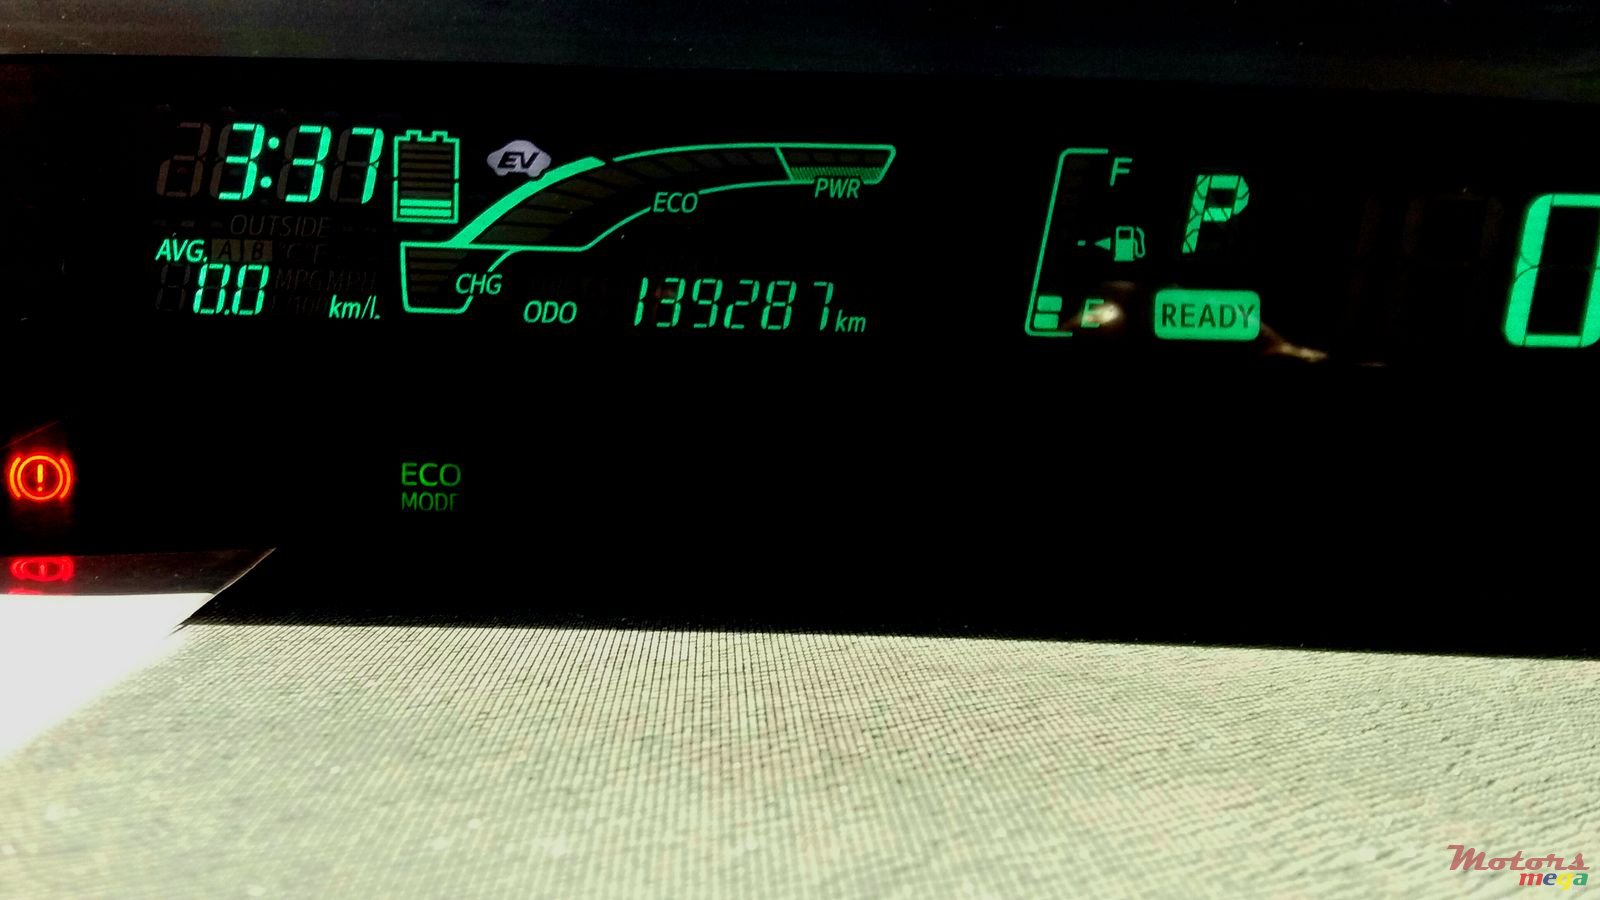 3:37
EV
F
P
0
PWR
ECO
OUTSIDE
AVG. A B °C°F
0.0 km/L
CHG
ODO 139287 km
E
READY
ECO
MODE
Motors
mega